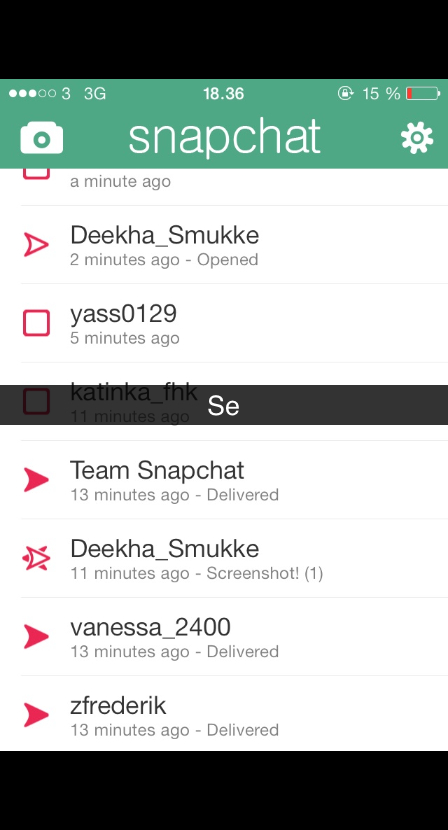 3 3G 18.36 15 %
snapchat
a minute ago
Deekha_Smukke
2 minutes ago - Opened
yass0129
5 minutes ago
katinka_fhk
11 minutes ago
Se
Team Snapchat
13 minutes ago - Delivered
Deekha_Smukke
11 minutes ago - Screenshot! (1)
vanessa_2400
13 minutes ago - Delivered
zfrederik
13 minutes ago - Delivered